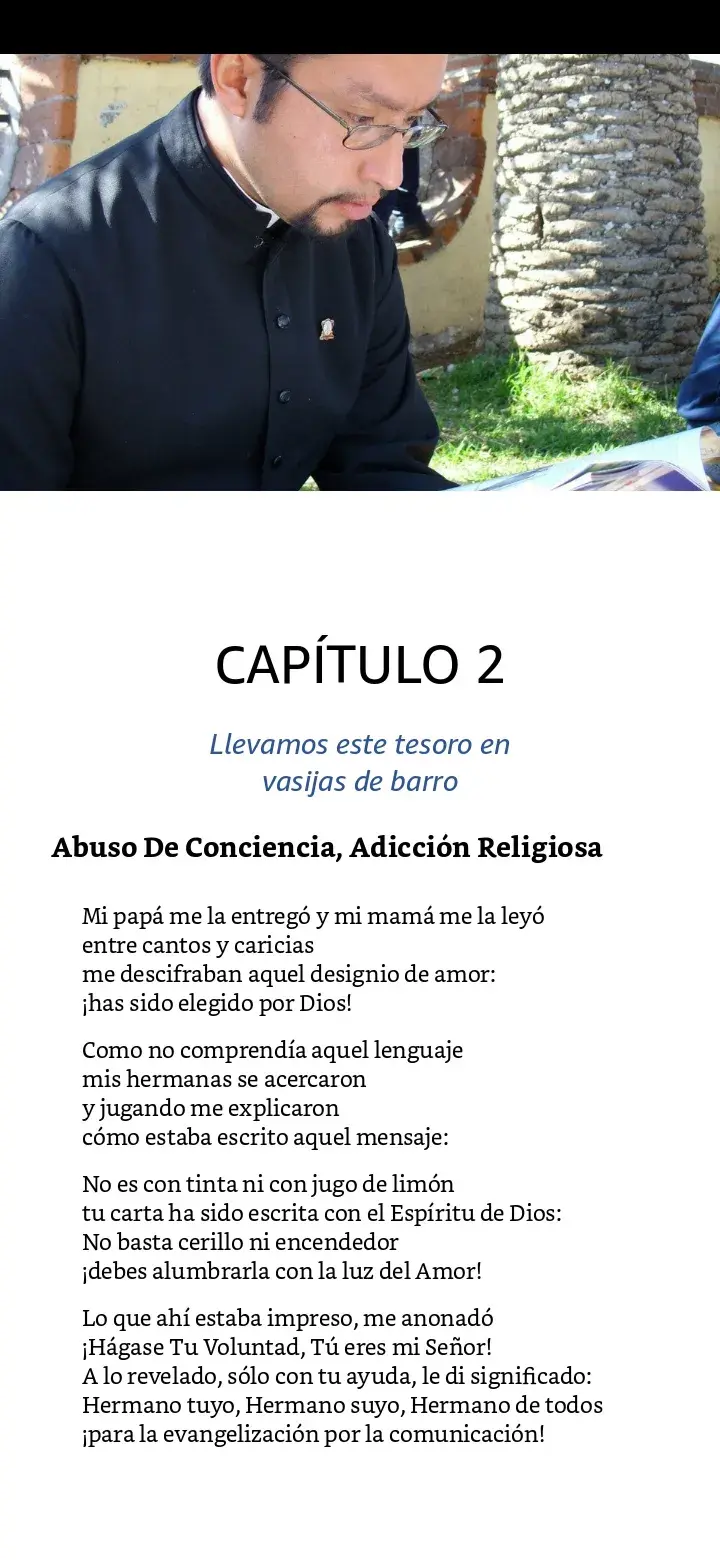 CAPÍTULO 2
Llevamos este tesoro en
vasijas de barro
Abuso De Conciencia, Adicción Religiosa
Mi papá me la entregó y mi mamá me la leyó
entre cantos y caricias
me descifraban aquel designio de amor:
¡has sido elegido por Dios!
Como no comprendía aquel lenguaje
mis hermanas se acercaron
y jugando me explicaron
cómo estaba escrito aquel mensaje:
No es con tinta ni con jugo de limón
tu carta ha sido escrita con el Espíritu de Dios:
No basta cerillo ni encendedor
¡debes alumbrarla con la luz del Amor!
Lo que ahí estaba impreso, me anonadó
¡Hágase Tu Voluntad, Tú eres mi Señor!
A lo revelado, sólo con tu ayuda, le di significado:
Hermano tuyo, Hermano suyo, Hermano de todos
¡para la evangelización por la comunicación!